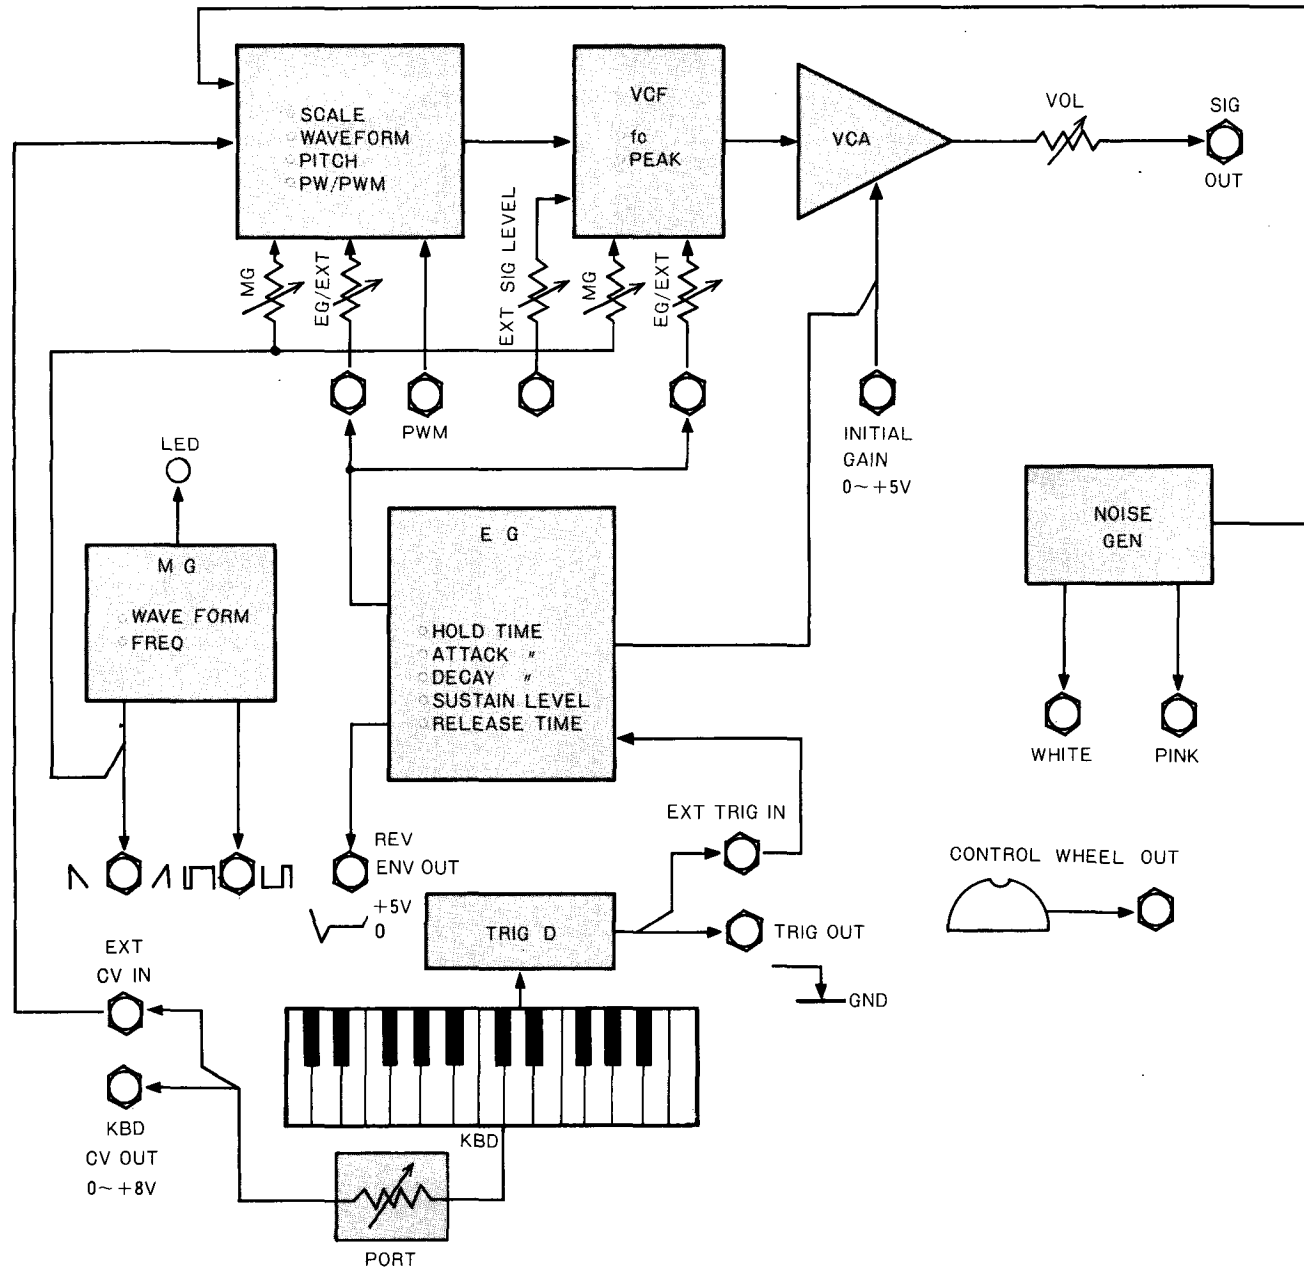 SCALE
WAVEFORM
PITCH
PW/PWM
VCF
fc
PEAK
VCA
VOL
SIG
OUT
MG
EG/EXT
EXT SIG LEVEL
MG
EG/EXT
PWM
INITIAL
GAIN
0~ +5V
LED
MG
WAVE FORM
FREQ
EG
HOLD TIME
ATTACK 〃
DECAY 〃
SUSTAIN LEVEL
RELEASE TIME
NOISE
GEN
WHITE
PINK
REV
ENV OUT
+5V
0
EXT TRIG IN
TRIG D
TRIG OUT
GND
CONTROL WHEEL OUT
EXT
CV IN
KBD
CV OUT
0~ +8V
KBD
PORT